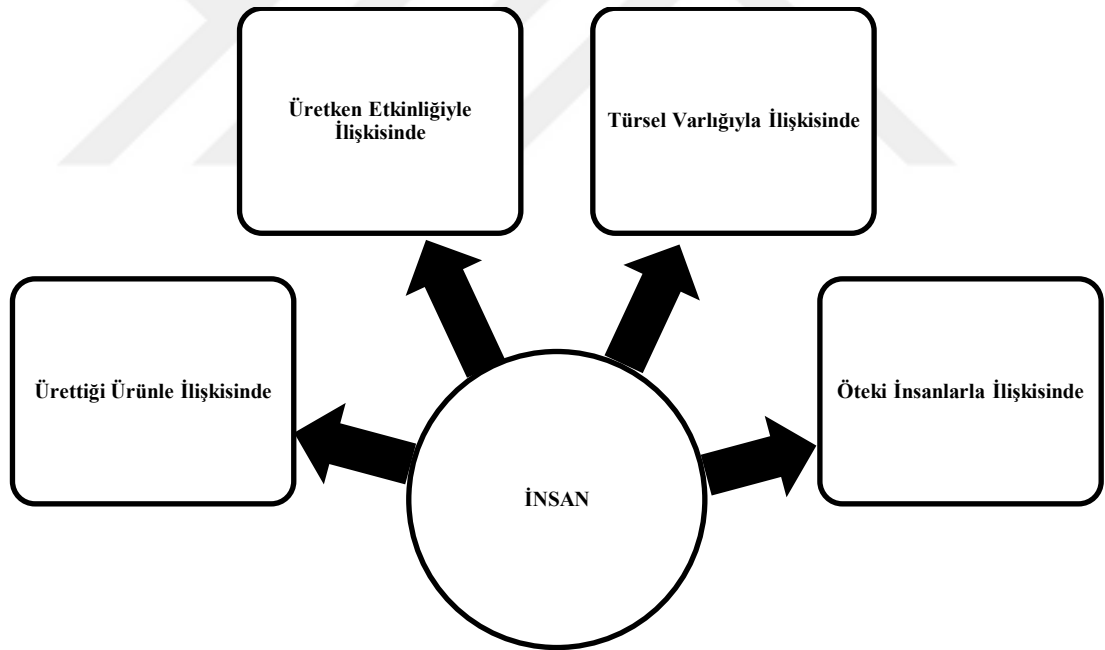 Üretken Etkinliğiyle
İlişkisinde
Türsel Varlığıyla İlişkisinde
Ürettiği Ürünle İlişkisinde
Öteki İnsanlarla İlişkisinde
İNSAN